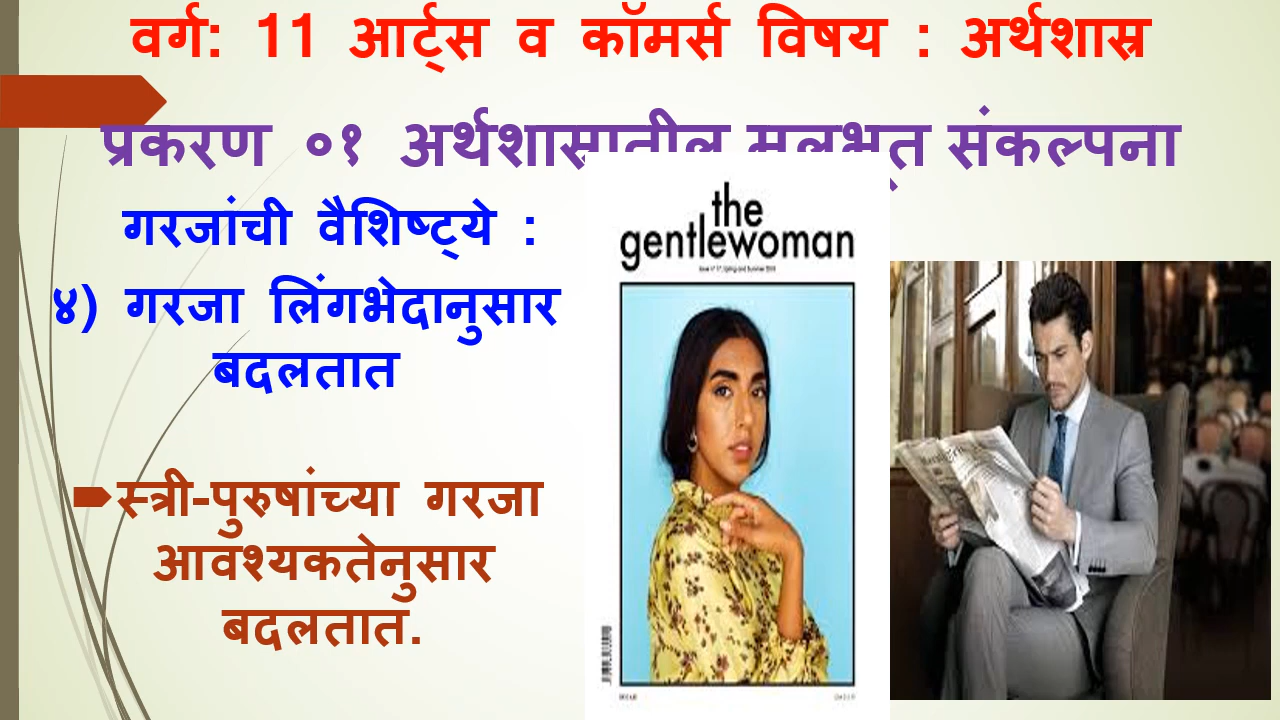 वर्ग: 11 आर्ट्स व कॉमर्स विषय : अर्थशास्र
प्रकरण ०१ अर्थशास्रातील मूलभूत संकल्पना
गरजांची वैशिष्ट्ये :
४) गरजा लिंगभेदानुसार
बदलतात
स्त्री-पुरुषांच्या गरजा
आवश्यकतेनुसार
बदलतात.
the
gentlewoman